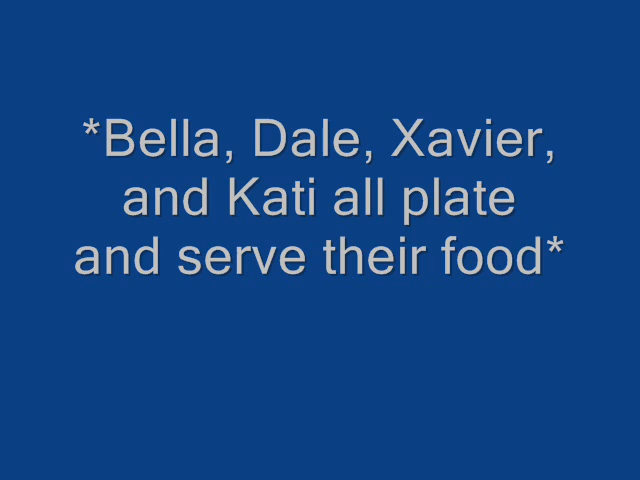 *Bella, Dale, Xavier,
and Kati all plate
and serve their food*